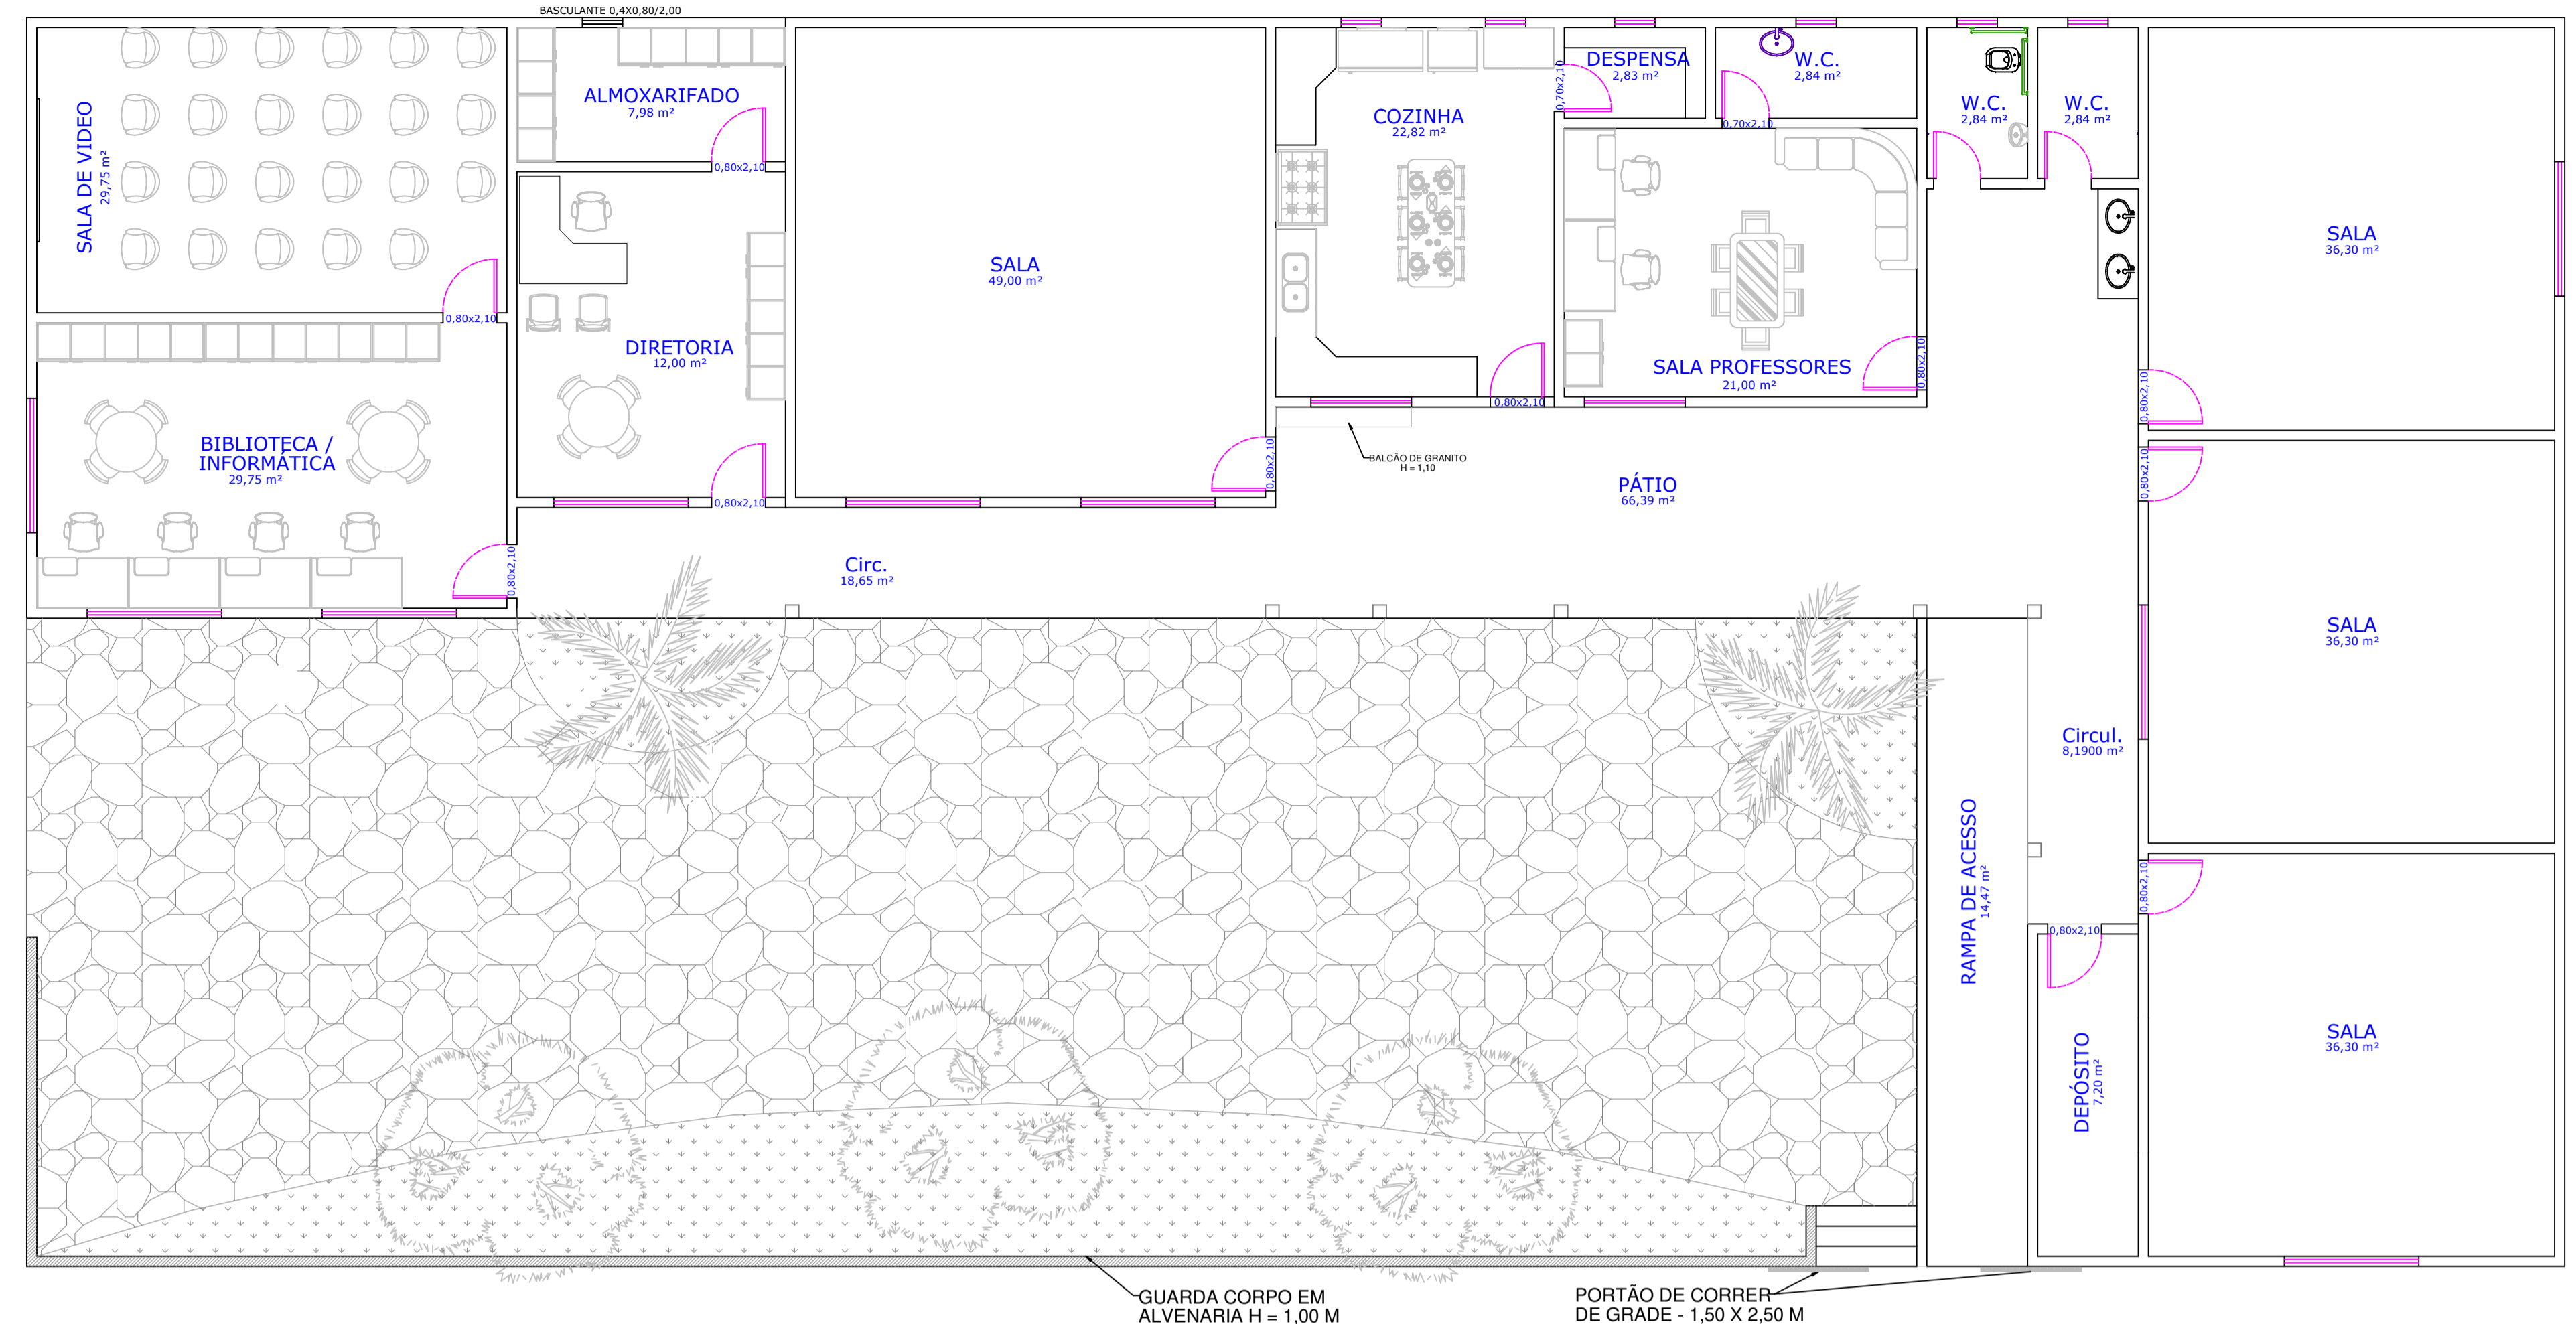 BASCULANTE 0,4X0,80/2,00
SALA DE VIDEO
29,75 m²
0,80x2,10
ALMOXARIFADO
7,98 m²
0,80x2,10
DIRETORIA
12,00 m²
0,80x2,10
BIBLIOTECA /
INFORMÁTICA
29,75 m²
0,80x2,10
SALA
49,00 m²
0,80x2,10
COZINHA
22,82 m²
0,80x2,10
BALCÃO DE GRANITO
H = 1,10
0,70x2,10
DESPENSA
2,83 m²
W.C.
2,84 m²
0,70x2,10
SALA PROFESSORES
21,00 m²
0,80x2,10
W.C.
2,84 m²
W.C.
2,84 m²
SALA
36,30 m²
0,80x2,10
0,80x2,10
PÁTIO
66,39 m²
Circ.
18,65 m²
SALA
36,30 m²
Circul.
8,1900 m²
RAMPA DE ACESSO
14,47 m²
0,80x2,10
0,80x2,10
DEPÓSITO
7,20 m²
SALA
36,30 m²
GUARDA CORPO EM
ALVENARIA H = 1,00 M
PORTÃO DE CORRER
DE GRADE - 1,50 X 2,50 M